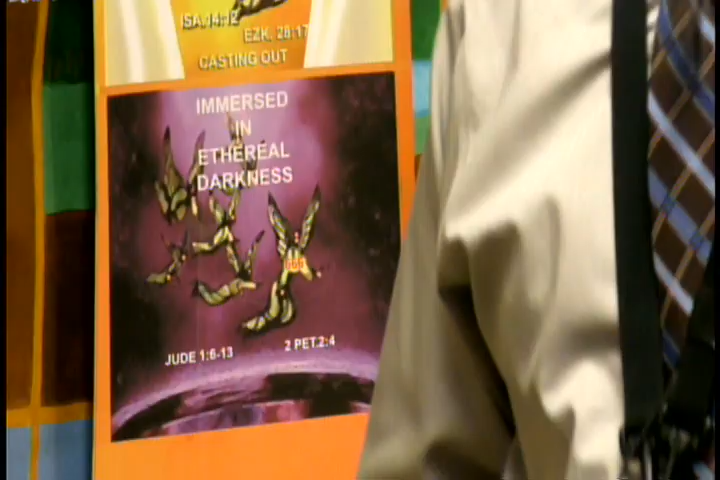 ISA.14:12
EZK. 28:17
CASTING OUT
IMMERSED
IN
ETHEREAL
DARKNESS
666
JUDE 1:6-13
2 PET.2:4